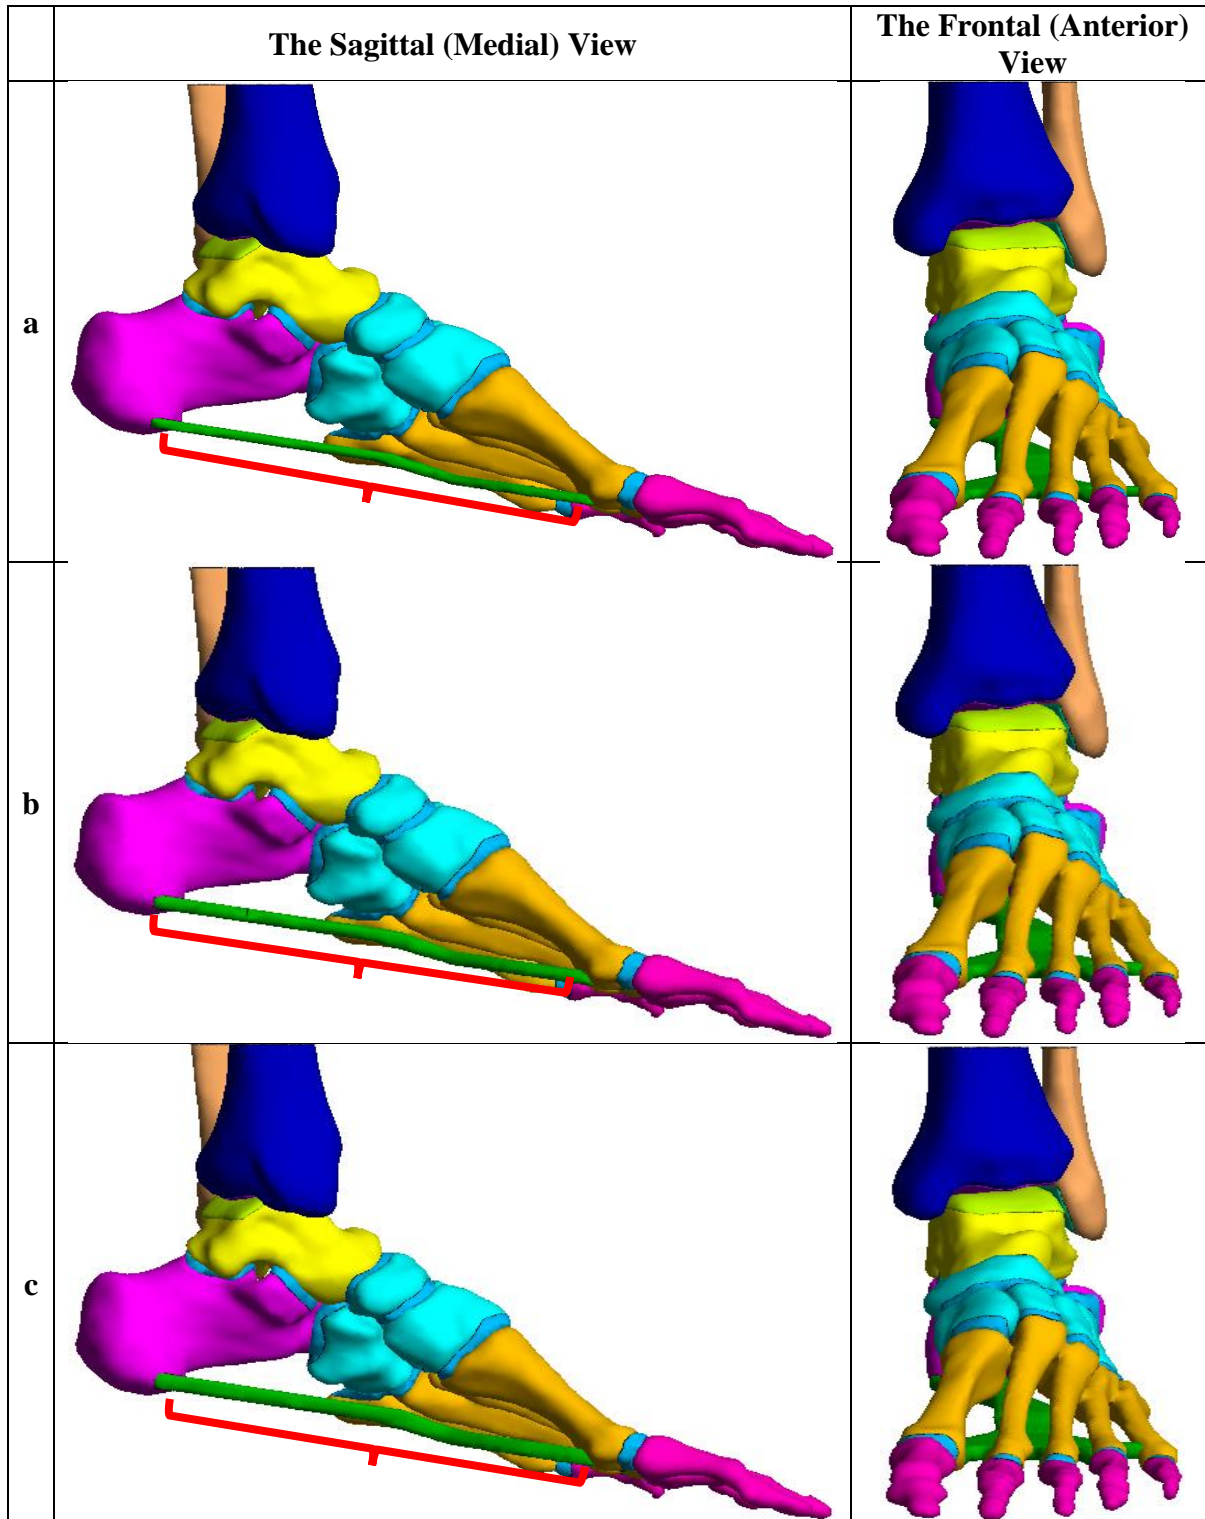 The Sagittal (Medial) View
The Frontal (Anterior)
View
a
b
c